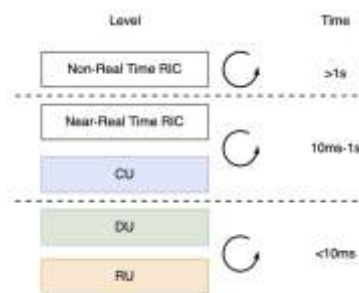 Level Time
Non-Real Time RIC
>1s
Near-Real Time RIC
10ms-1s
CU
DU
<10ms
RU